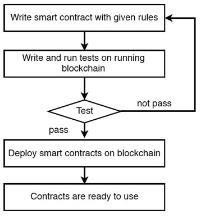 Write smart contract with given rules
Write and run tests on running
blockchain
Test
not pass
pass
Deploy smart contracts on blockchain
Contracts are ready to use